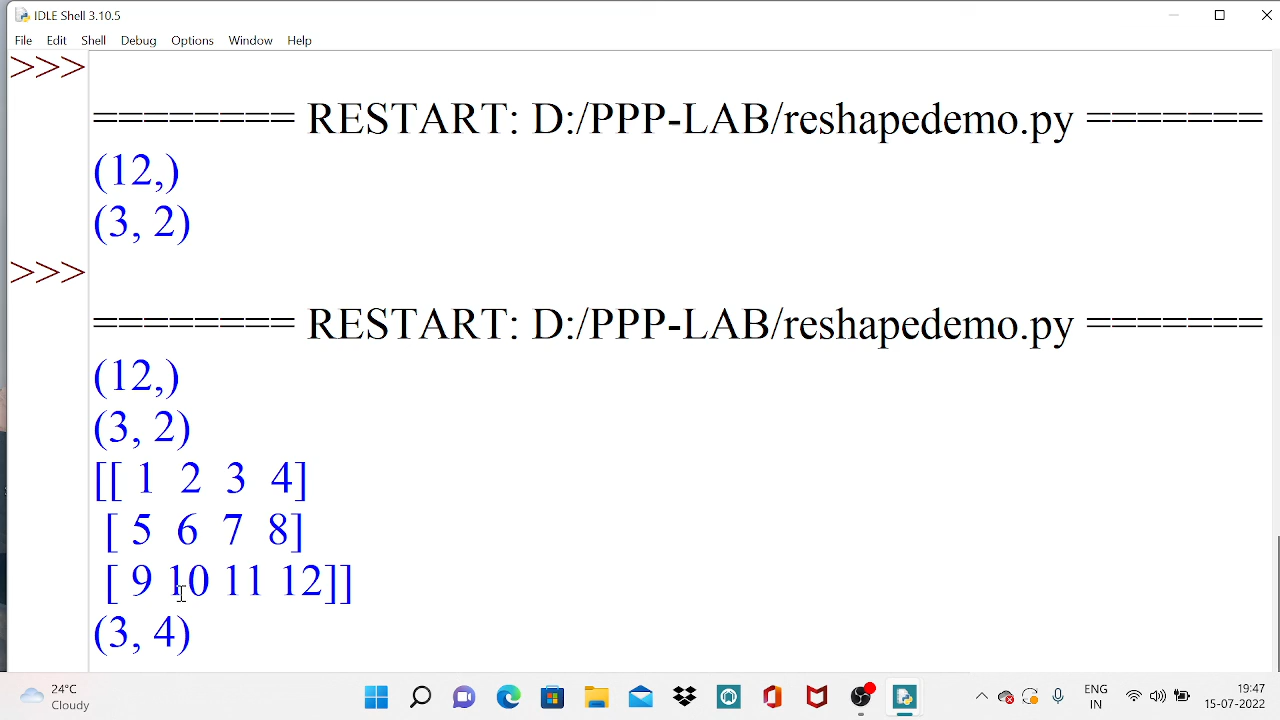 IDLE Shell 3.10.5
File Edit Shell Debug Options Window Help
>>>
======== RESTART: D:/PPP-LAB/reshapedemo.py =======
(12,)
(3, 2)
>>>
======== RESTART: D:/PPP-LAB/reshapedemo.py =======
(12,)
(3, 2)
[[ 1 2 3 4]
[ 5 6 7 8]
[ 9 10 11 12]]
(3, 4)
24°C
Cloudy
ENG
IN
19:47
15-07-2022